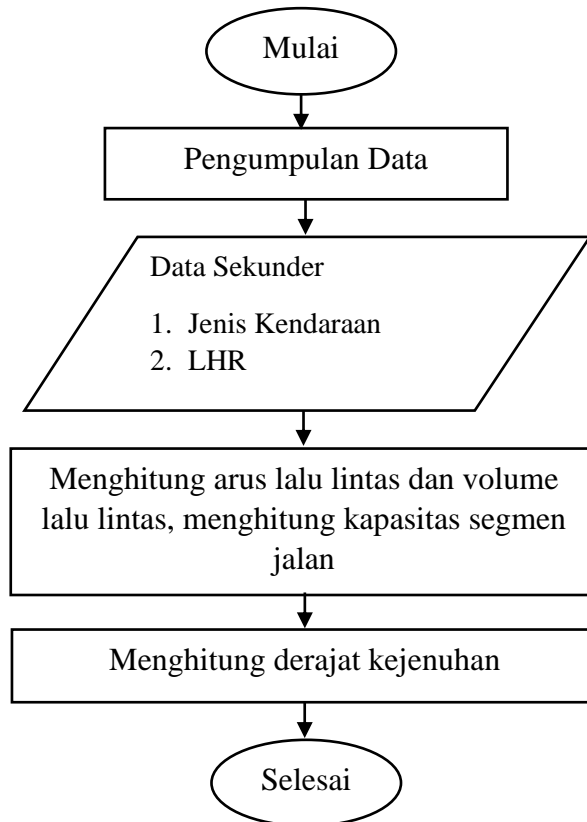 Mulai
Pengumpulan Data
Data Sekunder
1. Jenis Kendaraan
2. LHR
Menghitung arus lalu lintas dan volume
lalu lintas, menghitung kapasitas segmen
jalan
Menghitung derajat kejenuhan
Selesai